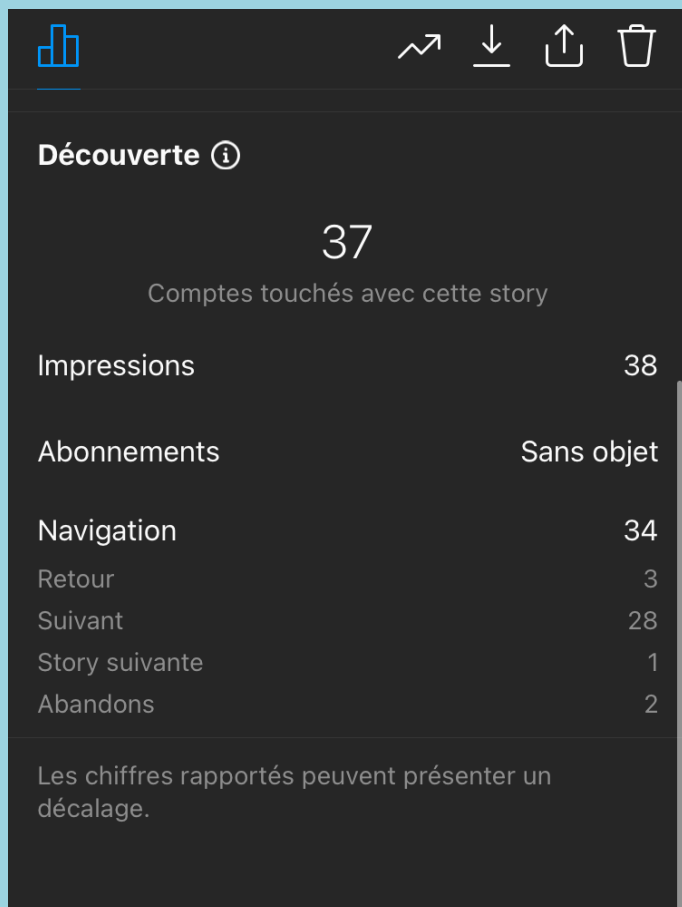 Découverte
37
Comptes touchés avec cette story
Impressions 38
Abonnements Sans objet
Navigation 34
Retour 3
Suivant 28
Story suivante 1
Abandons 2
Les chiffres rapportés peuvent présenter un
décalage.